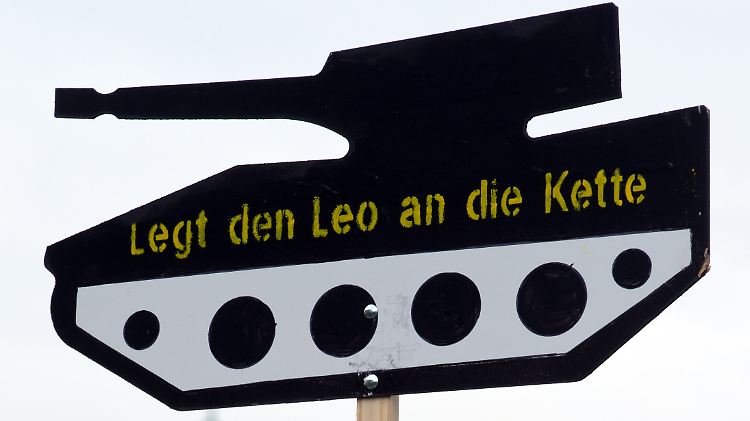 Legt den Leo an die Kette